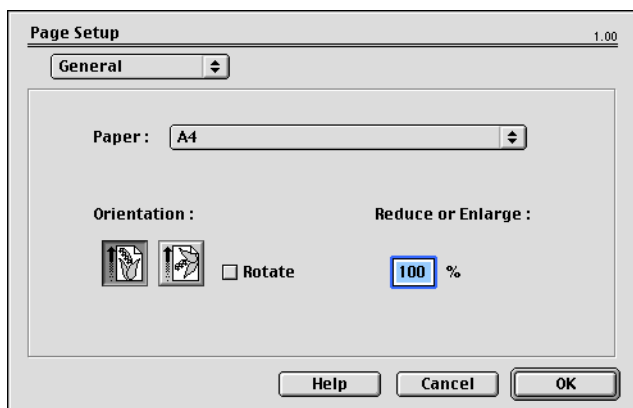 Page Setup 1.00
General
Paper : A4
Orientation : Reduce or Enlarge :
Rotate 100 %
Help Cancel OK